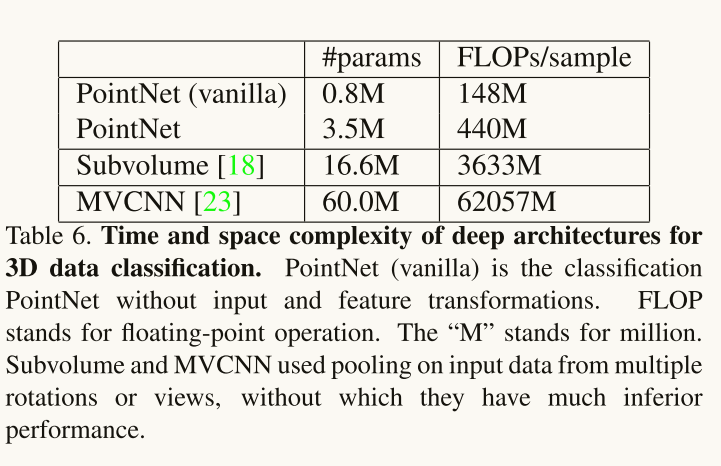 #params FLOPs/sample
PointNet (vanilla) 0.8M 148M
PointNet 3.5M 440M
Subvolume [18] 16.6M 3633M
MVCNN [23] 60.0M 62057M
Table 6. Time and space complexity of deep architectures for
3D data classification. PointNet (vanilla) is the classification
PointNet without input and feature transformations. FLOP
stands for floating-point operation. The “M” stands for million.
Subvolume and MVCNN used pooling on input data from multiple
rotations or views, without which they have much inferior
performance.